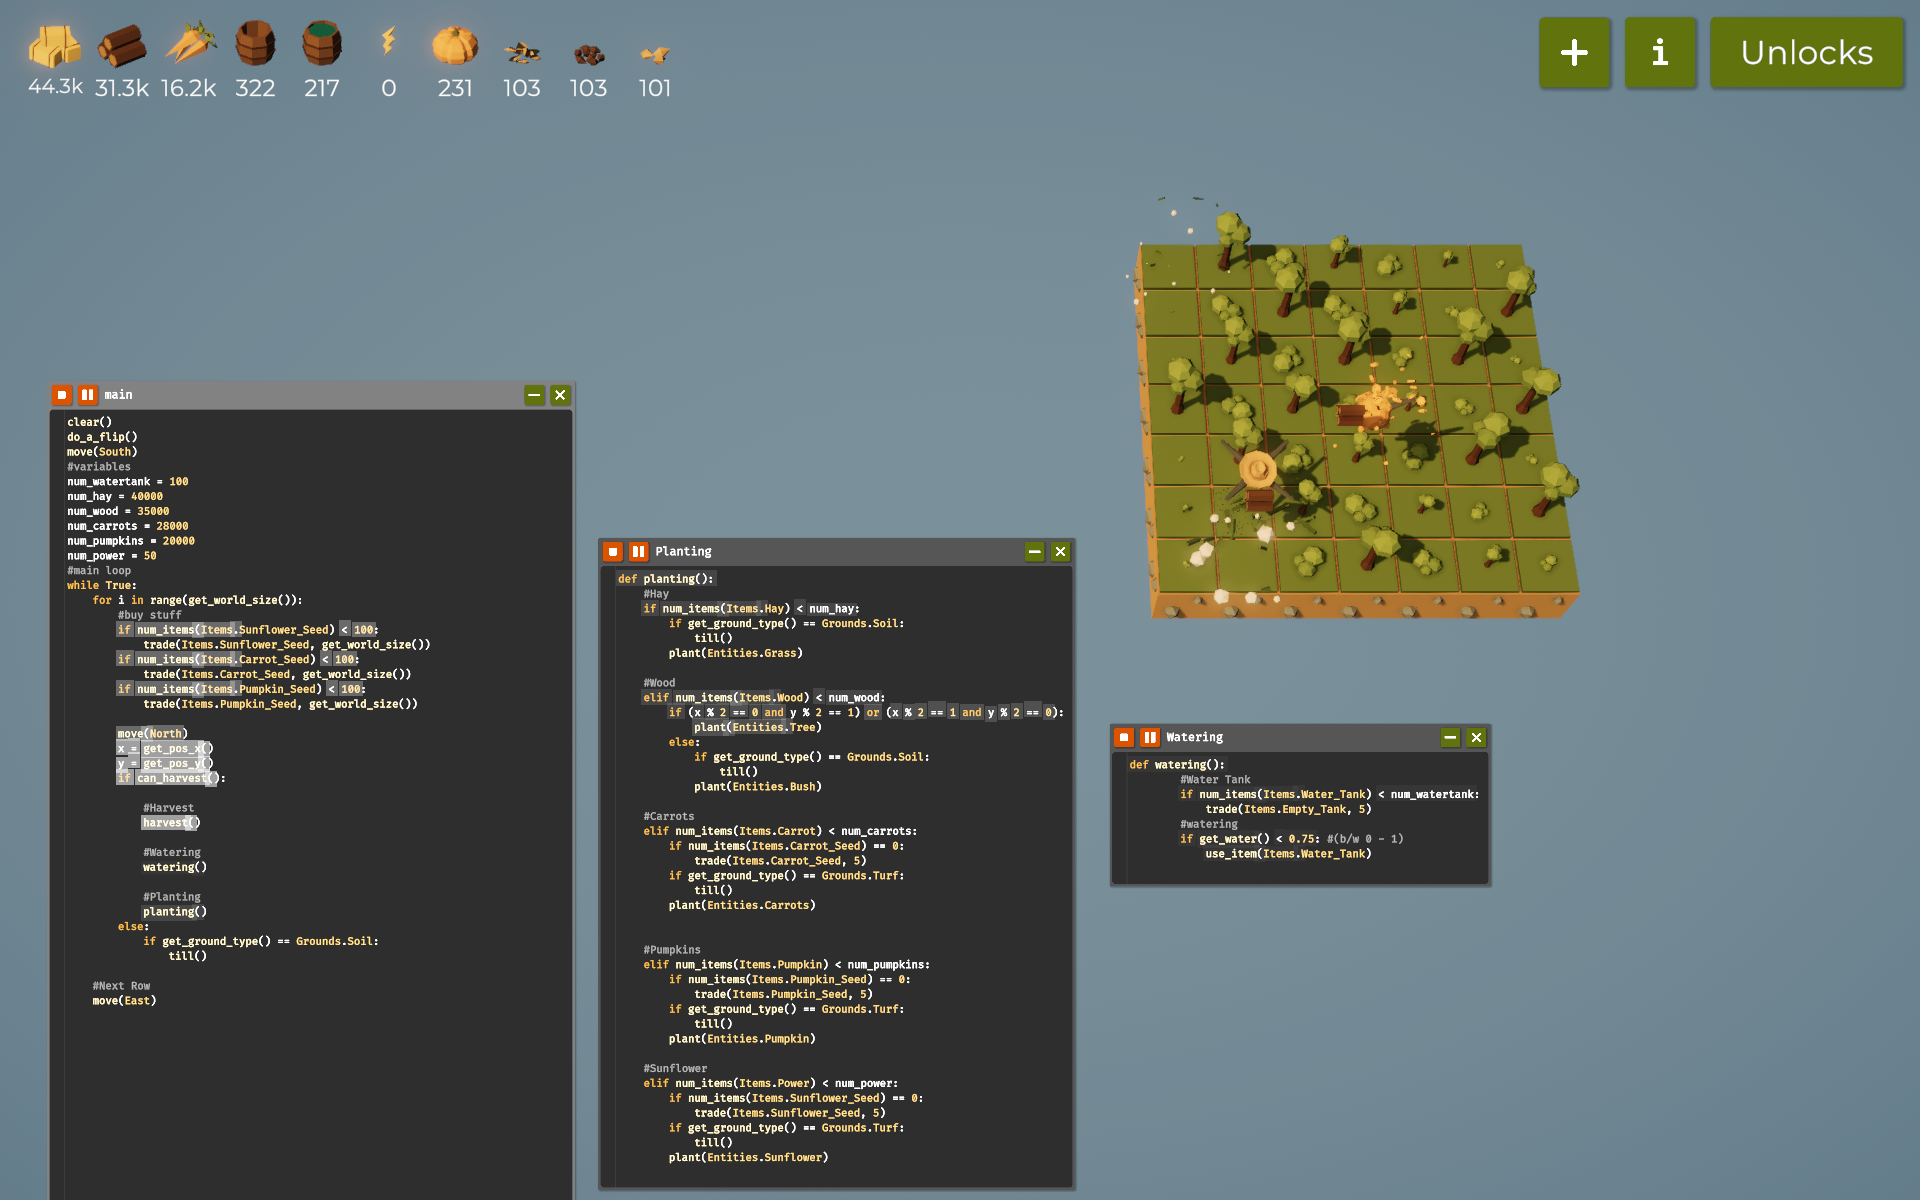 44.3k 31.3k 16.2k 322 217 0 231 103 103 101
+ i Unlocks
main
clear()
do_a_flip()
move(South)
#variables
num_watertank = 100
num_hay = 40000
num_wood = 35000
num_carrots = 28000
num_pumpkins = 20000
num_power = 50
#main loop
while True:
for i in range(get_world_size()):
#buy stuff
if num_items(Items.Sunflower_Seed) < 100:
trade(Items.Sunflower_Seed, get_world_size())
if num_items(Items.Carrot_Seed) < 100:
trade(Items.Carrot_Seed, get_world_size())
if num_items(Items.Pumpkin_Seed) < 100:
trade(Items.Pumpkin_Seed, get_world_size())
move(North)
x = get_pos_x()
y = get_pos_y()
if can_harvest():
#Harvest
harvest()
#Watering
watering()
#Planting
planting()
else:
if get_ground_type() == Grounds.Soil:
till()
#Next Row
move(East)
Planting
def planting():
#Hay
if num_items(Items.Hay) < num_hay:
if get_ground_type() == Grounds.Soil:
till()
plant(Entities.Grass)
#Wood
elif num_items(Items.Wood) < num_wood:
if (x % 2 == 0 and y % 2 == 1) or (x % 2 == 1 and y % 2 == 0):
plant(Entities.Tree)
else:
if get_ground_type() == Grounds.Soil:
till()
plant(Entities.Bush)
#Carrots
elif num_items(Items.Carrot) < num_carrots:
if num_items(Items.Carrot_Seed) == 0:
trade(Items.Carrot_Seed, 5)
if get_ground_type() == Grounds.Turf:
till()
plant(Entities.Carrots)
#Pumpkins
elif num_items(Items.Pumpkin) < num_pumpkins:
if num_items(Items.Pumpkin_Seed) == 0:
trade(Items.Pumpkin_Seed, 5)
if get_ground_type() == Grounds.Turf:
till()
plant(Entities.Pumpkin)
#Sunflower
elif num_items(Items.Power) < num_power:
if num_items(Items.Sunflower_Seed) == 0:
trade(Items.Sunflower_Seed, 5)
if get_ground_type() == Grounds.Turf:
till()
plant(Entities.Sunflower)
Watering
def watering():
#Water Tank
if num_items(Items.Water_Tank) < num_watertank:
trade(Items.Empty_Tank, 5)
#watering
if get_water() < 0.75: #(b/w 0 - 1)
use_item(Items.Water_Tank)